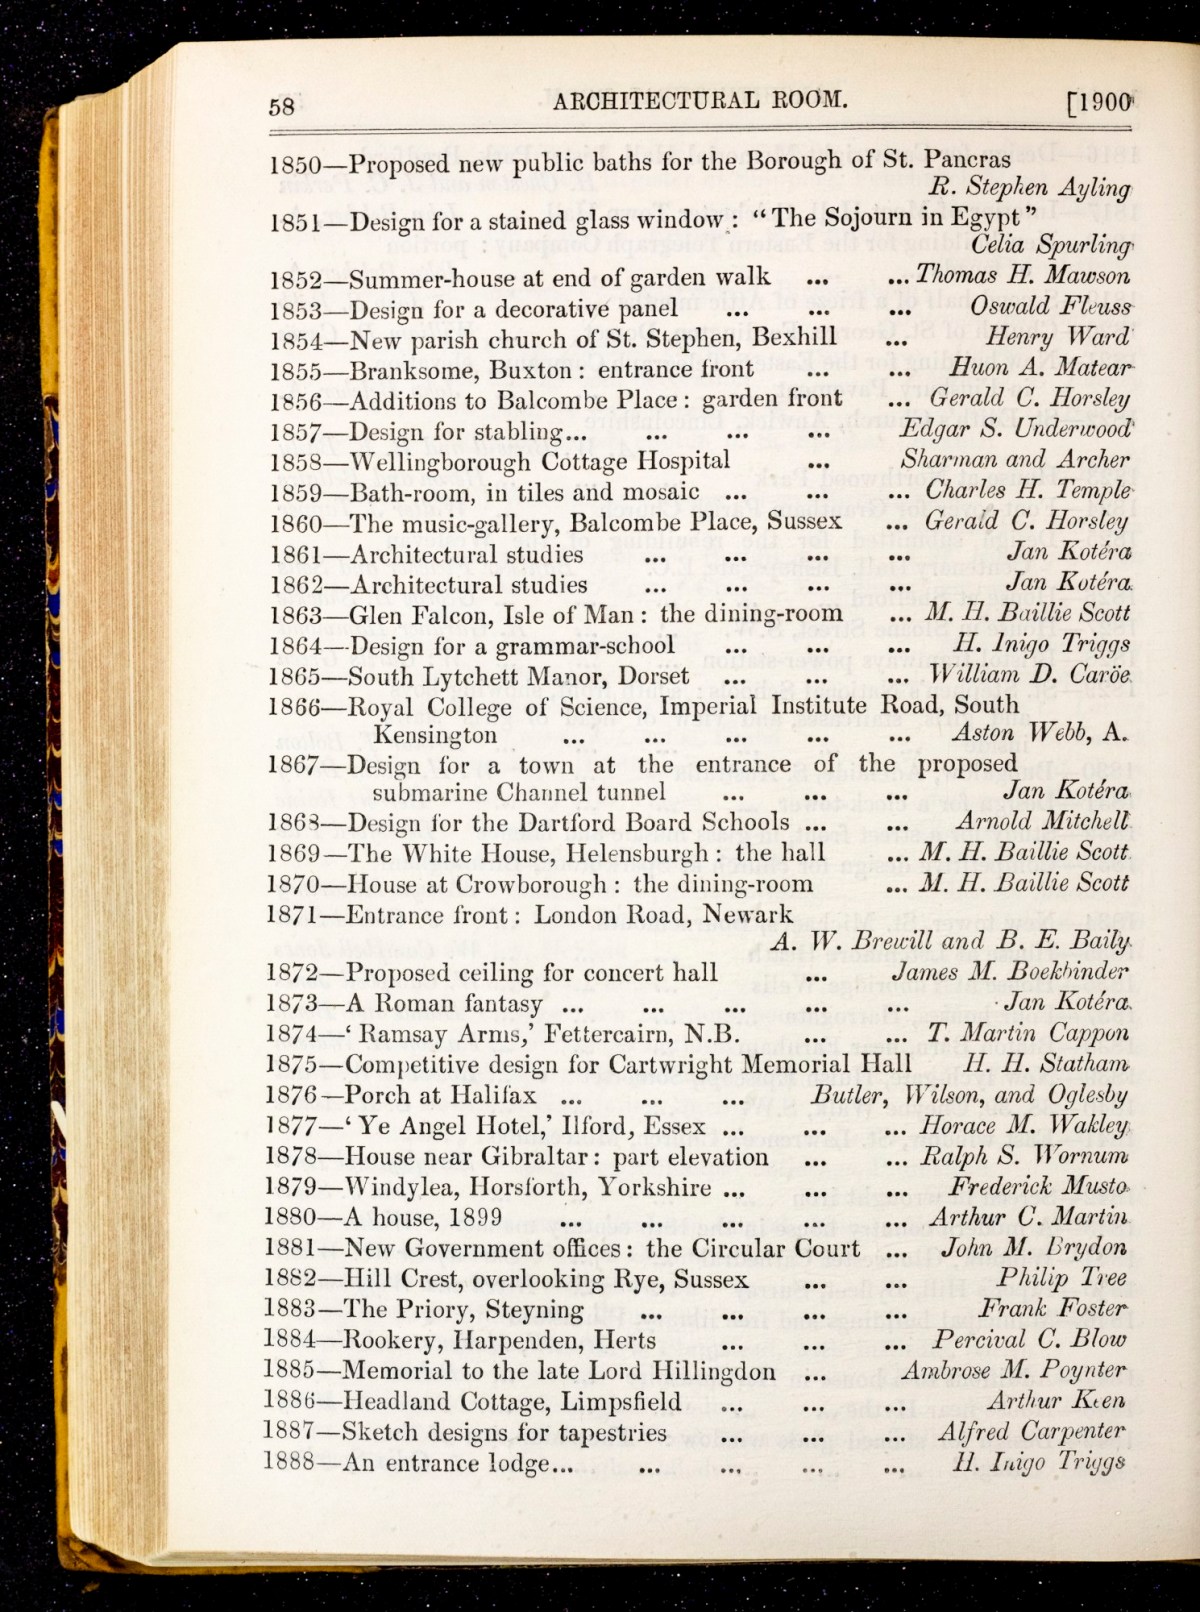 58 ARCHITECTURAL ROOM. [1900
1850—Proposed new public baths for the Borough of St. Pancras
R. Stephen Ayling
1851—Design for a stained glass window: "The Sojourn in Egypt"
Celia Spurling
1852—Summer-house at end of garden walk ... ... Thomas H. Mawson
1853—Design for a decorative panel ... ... ... Oswald Fleuss
1854—New parish church of St. Stephen, Bexhill ... Henry Ward
1855—Branksome, Buxton: entrance front ... ... Huon A. Matear
1856—Additions to Balcombe Place: garden front ... Gerald C. Horsley
1857—Design for stabling... ... ... ... Edgar S. Underwood
1858—Wellingborough Cottage Hospital ... Sharman and Archer
1859—Bath-room, in tiles and mosaic ... ... ... Charles H. Temple
1860—The music-gallery, Balcombe Place, Sussex ... Gerald C. Horsley
1861—Architectural studies ... ... ... ... Jan Kotéra
1862—Architectural studies ... ... ... ... Jan Kotéra
1863—Glen Falcon, Isle of Man: the dining-room ... M. H. Baillie Scott
1864—Design for a grammar-school ... ... ... H. Inigo Triggs
1865—South Lytchett Manor, Dorset ... ... ... William D. Caröe
1866—Royal College of Science, Imperial Institute Road, South
Kensington ... ... ... ... ... Aston Webb, A.
1867—Design for a town at the entrance of the proposed
submarine Channel tunnel ... ... ... Jan Kotéra
1868—Design for the Dartford Board Schools ... ... Arnold Mitchell
1869—The White House, Helensburgh: the hall ... M. H. Baillie Scott
1870—House at Crowborough: the dining-room ... M. H. Baillie Scott
1871—Entrance front: London Road, Newark
A. W. Brewill and B. E. Baily
1872—Proposed ceiling for concert hall ... James M. Boekbinder
1873—A Roman fantasy ... ... ... ... ... Jan Kotéra
1874—'Ramsay Arms,' Fettercairn, N.B. ... ... T. Martin Cappon
1875—Competitive design for Cartwright Memorial Hall H. H. Statham
1876—Porch at Halifax ... ... ... Butler, Wilson, and Oglesby
1877—'Ye Angel Hotel,' Ilford, Essex ... ... ... Horace M. Wakley
1878—House near Gibraltar: part elevation ... ... Ralph S. Wornum
1879—Windylea, Horsforth, Yorkshire ... ... ... Frederick Musto
1880—A house, 1899 ... ... ... ... ... Arthur C. Martin
1881—New Government offices: the Circular Court ... John M. Brydon
1882—Hill Crest, overlooking Rye, Sussex ... ... Philip Tree
1883—The Priory, Steyning ... ... ... ... Frank Foster
1884—Rookery, Harpenden, Herts ... ... ... Percival C. Blow
1885—Memorial to the late Lord Hillingdon ... Ambrose M. Poynter
1886—Headland Cottage, Limpsfield ... ... ... Arthur Keen
1887—Sketch designs for tapestries ... ... ... Alfred Carpenter
1888—An entrance lodge... ... ... ... ... H. Inigo Triggs